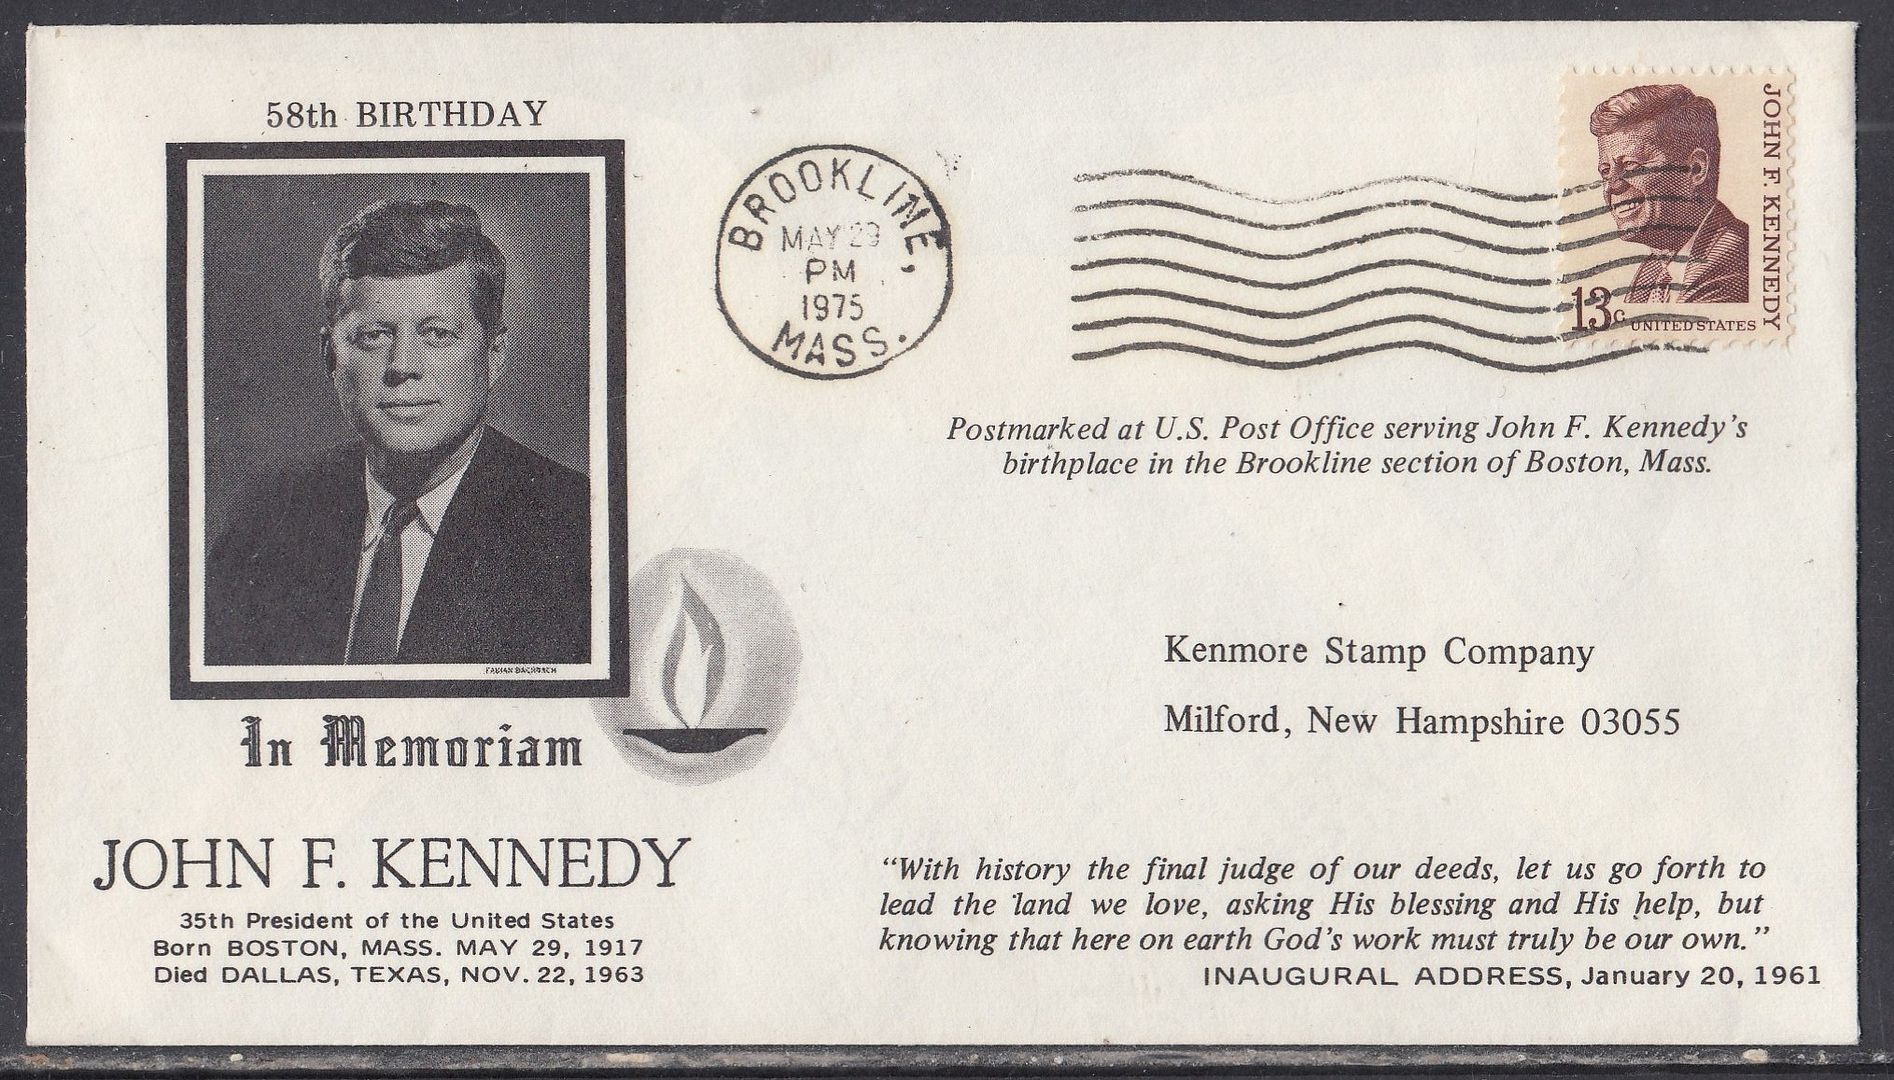 58th BIRTHDAY
FABIAN BACHRACH
In Memoriam
JOHN F. KENNEDY
35th President of the United States
Born BOSTON, MASS. MAY 29, 1917
Died DALLAS, TEXAS, NOV. 22, 1963
BROOKLINE,
MAY 29
PM
1975
MASS.
JOHN F. KENNEDY
13c UNITED STATES
Postmarked at U.S. Post Office serving John F. Kennedy's
birthplace in the Brookline section of Boston, Mass.
Kenmore Stamp Company
Milford, New Hampshire 03055
“With history the final judge of our deeds, let us go forth to
lead the land we love, asking His blessing and His help, but
knowing that here on earth God's work must truly be our own.”
INAUGURAL ADDRESS, January 20, 1961